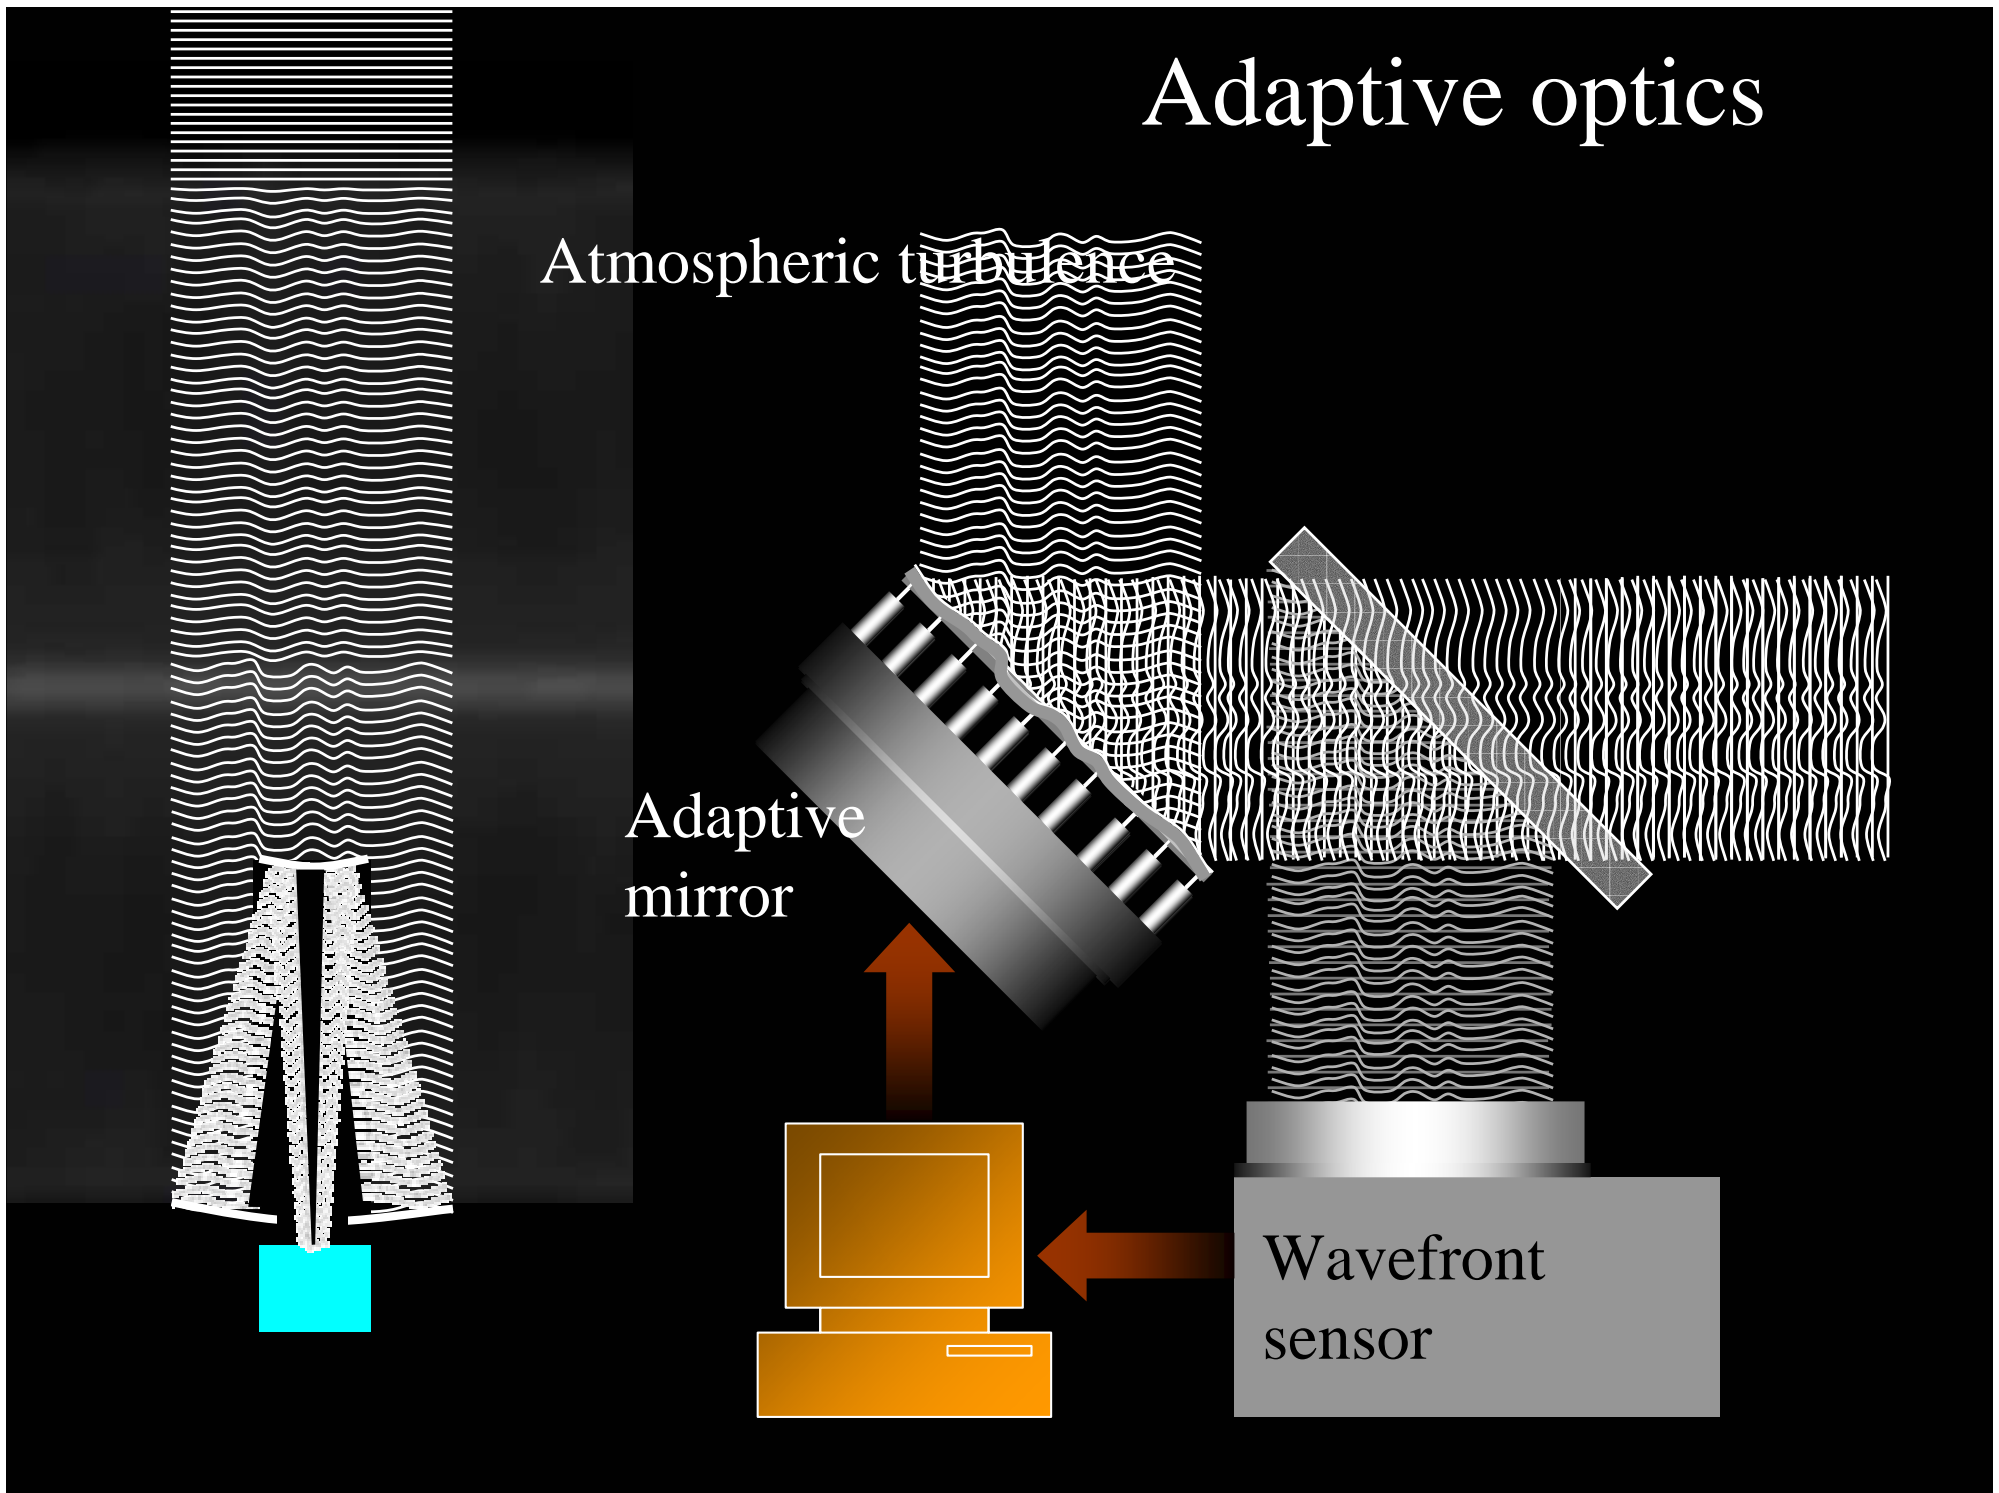 Adaptive optics
Atmospheric turbulence
Adaptive
mirror
Wavefront
sensor